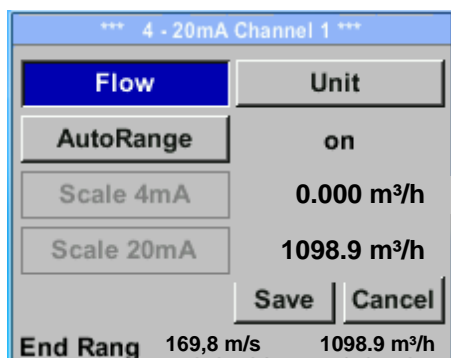 *** 4 - 20mA Channel 1 ***
Flow Unit
AutoRange on
Scale 4mA 0.000 m³/h
Scale 20mA 1098.9 m³/h
Save Cancel
End Rang 169,8 m/s 1098.9 m³/h